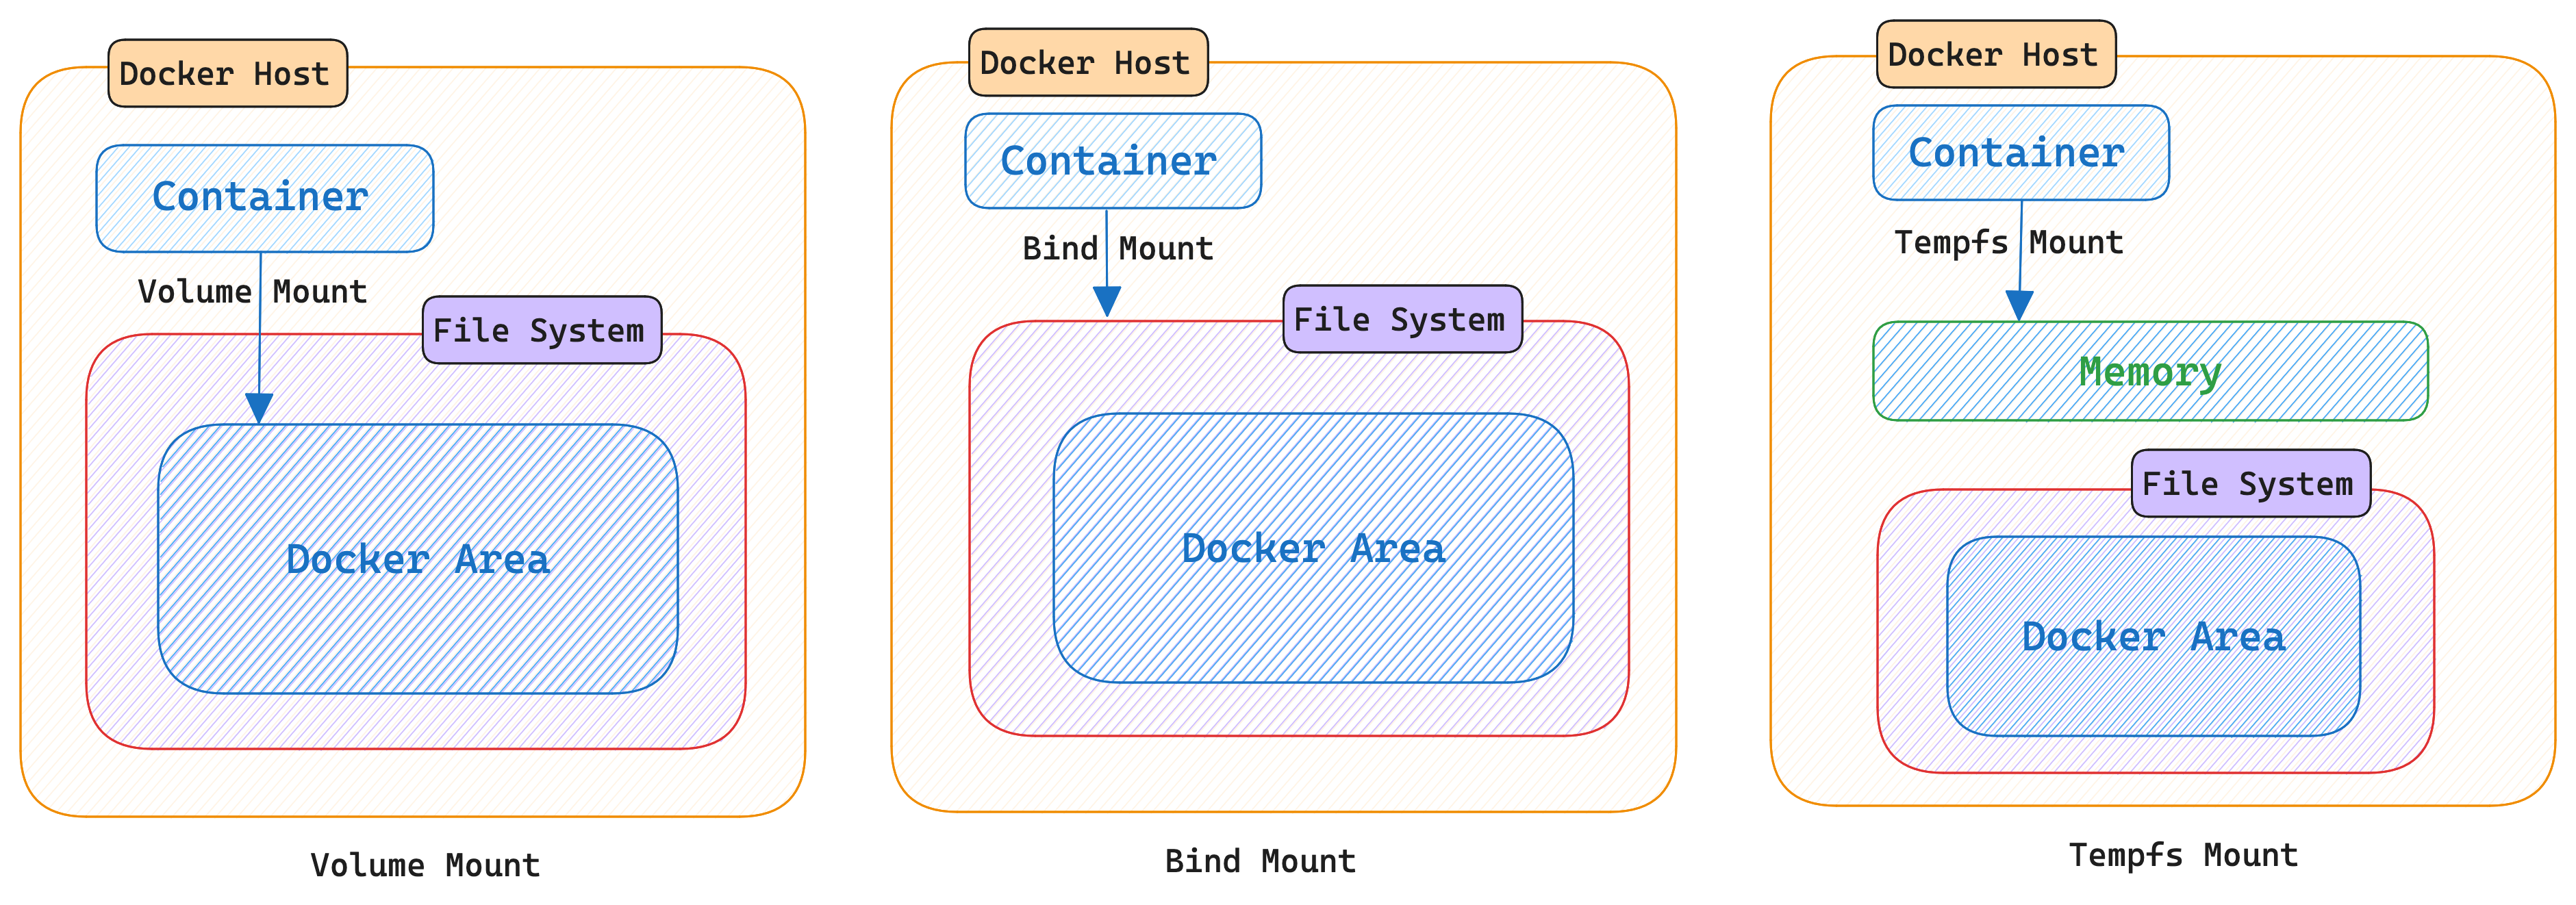 Docker Host
Container
Volume Mount
File System
Docker Area
Volume Mount
Docker Host
Container
Bind Mount
File System
Docker Area
Bind Mount
Docker Host
Container
Tempfs Mount
Memory
File System
Docker Area
Tempfs Mount